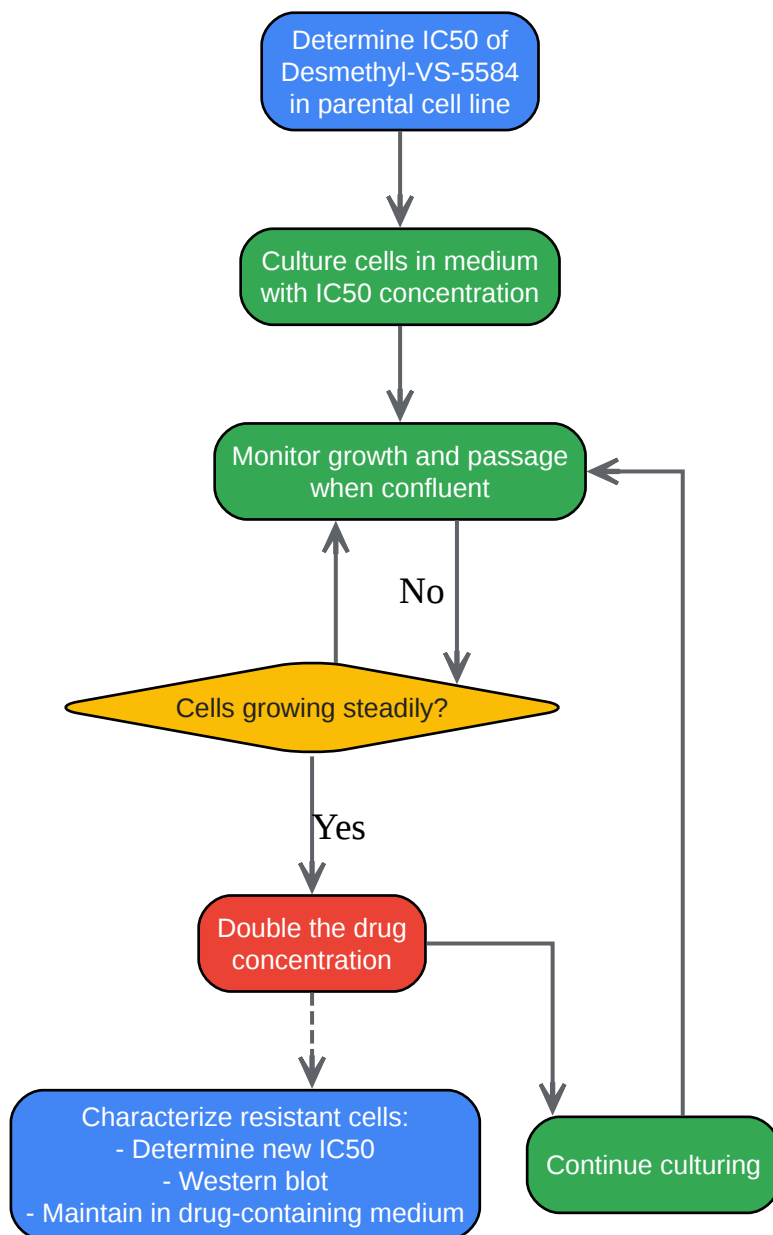 Determine IC50 of
Desmethyl-VS-5584
in parental cell line
Culture cells in medium
with IC50 concentration
Monitor growth and passage
when confluent
No
Cells growing steadily?
Yes
Double the drug
concentration
Characterize resistant cells:
- Determine new IC50
- Western blot
- Maintain in drug-containing medium
Continue culturing